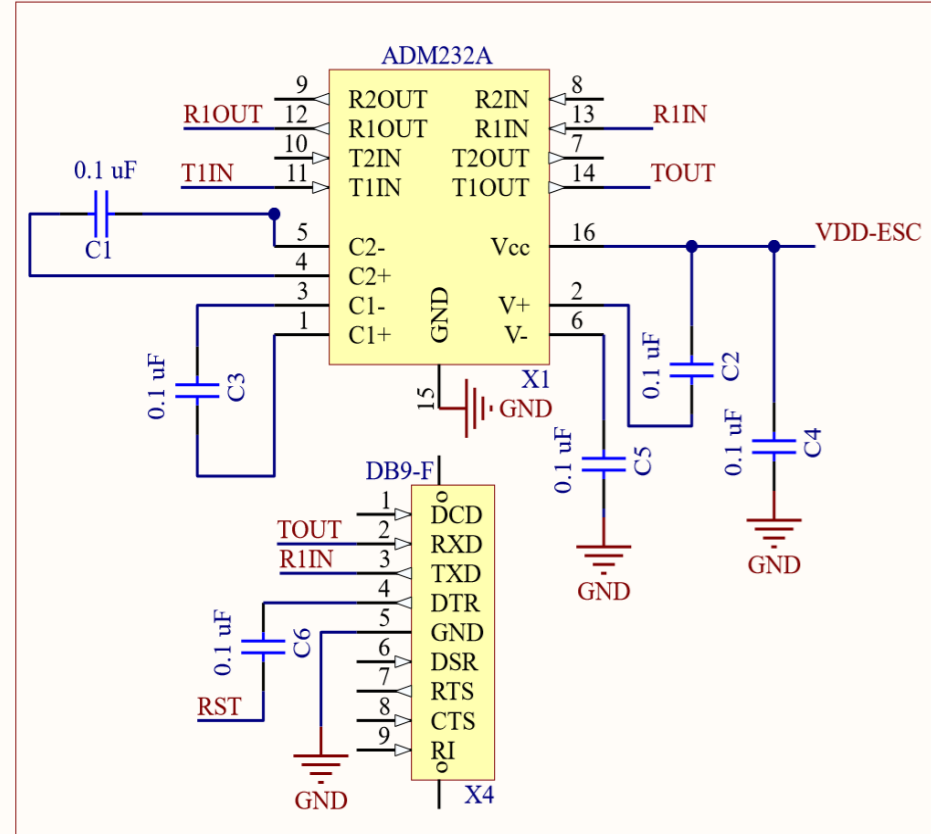 ADM232A
9 R2OUT R2IN 8
R1OUT 12 R1OUT R1IN 13 R1IN
10 T2IN T2OUT 7
T1IN 11 T1IN T1OUT 14 TOUT
0.1 uF
C1
5 C2- Vcc 16 VDD-ESC
4 C2+
3 C1- V+ 2
1 C1+ V- 6
GND
X1
15
GND
0.1 uF
C3
0.1 uF
C2
0.1 uF
C5
0.1 uF
C4
GND
GND
DB9-F
1 DCD
TOUT 2 RXD
R1IN 3 TXD
4 DTR
5 GND
6 DSR
7 RTS
8 CTS
9 RI
0.1 uF
C6
RST
GND
X4